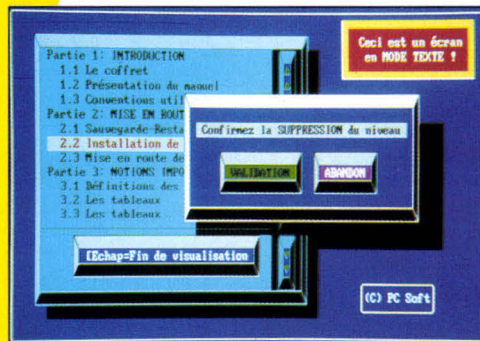 Partie 1: INTRODUCTION
1.1 Le coffret
1.2 Présentation du manuel
1.3 Conventions util
Partie 2: MISE EN ROUT
2.1 Sauvegarde-Resta
2.2 Installation de
2.3 Mise en route de
Partie 3: NOTIONS IMPO
3.1 Définitions des
3.2 Les tableaux
3.3 Les tableaux
[Echap=Fin de visualisation
Ceci est un écran
en MODE TEXTE !
Confirmez la SUPPRESSION du niveau
VALIDATION
ABANDON
(C) PC Soft